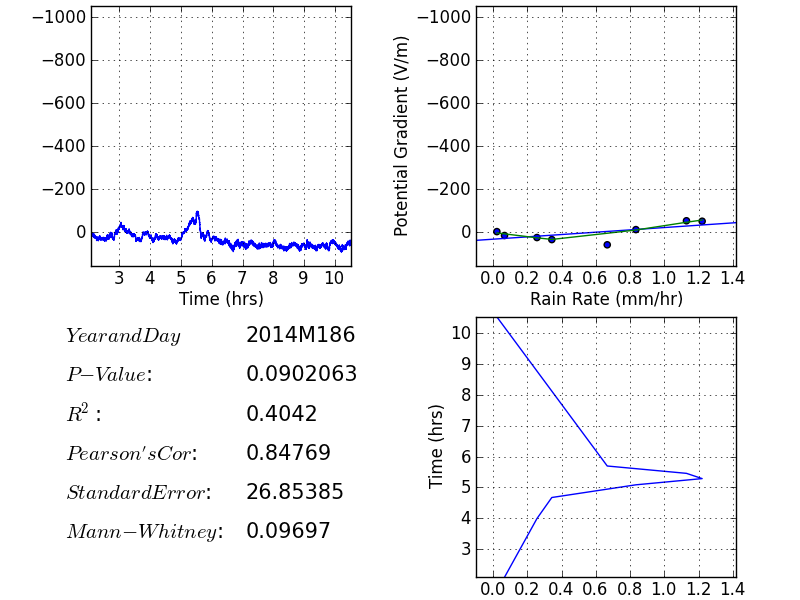 −1000
−800
−600
−400
−200
0
3 4 5 6 7 8 9 10
Time (hrs)
Potential Gradient (V/m)
−1000
−800
−600
−400
−200
0
0.0 0.2 0.4 0.6 0.8 1.0 1.2 1.4
Rain Rate (mm/hr)
YearandDay 2014M186
P−Value: 0.0902063
R²: 0.4042
Pearson'sCor: 0.84769
StandardError: 26.85385
Mann−Whitney: 0.09697
Time (hrs)
10
9
8
7
6
5
4
3
0.0 0.2 0.4 0.6 0.8 1.0 1.2 1.4